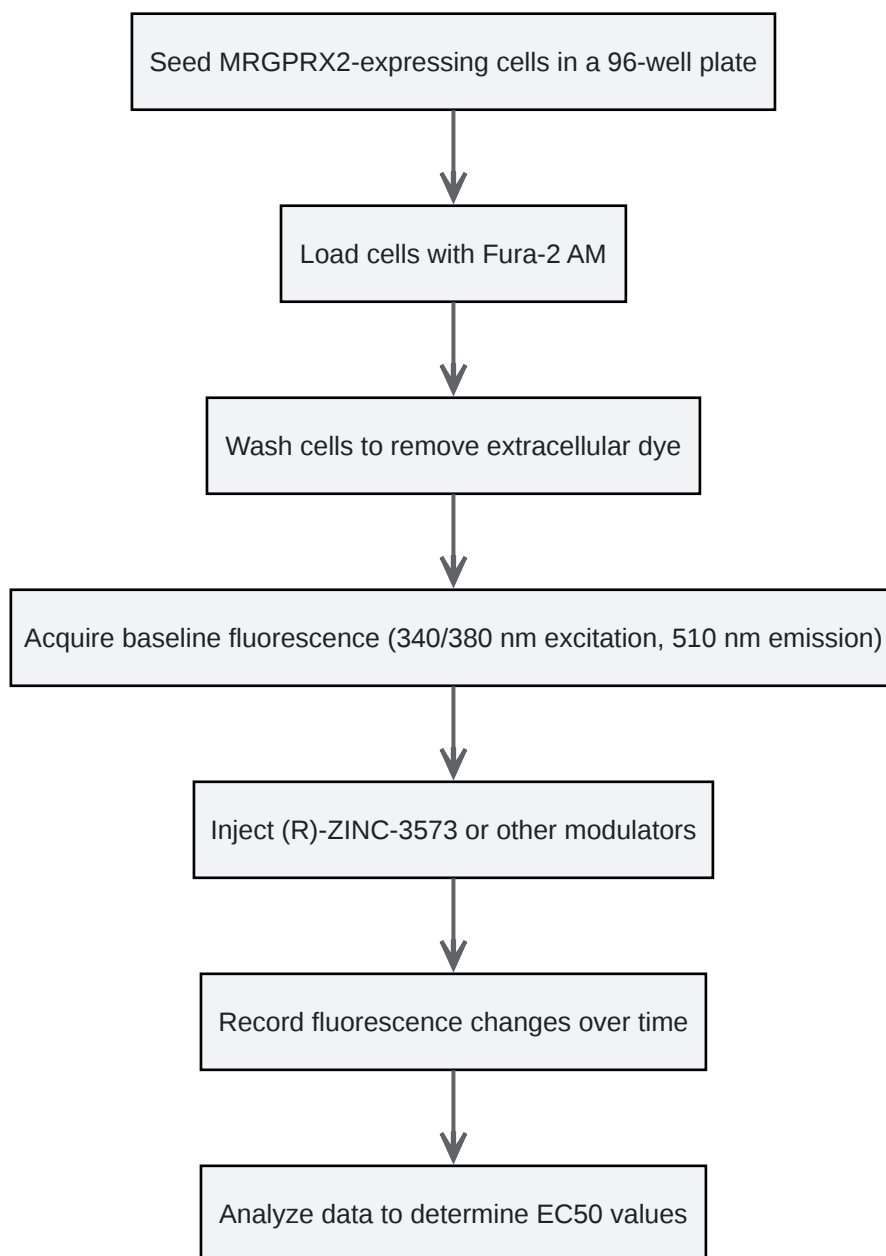 Seed MRGPRX2-expressing cells in a 96-well plate
Load cells with Fura-2 AM
Wash cells to remove extracellular dye
Acquire baseline fluorescence (340/380 nm excitation, 510 nm emission)
Inject (R)-ZINC-3573 or other modulators
Record fluorescence changes over time
Analyze data to determine EC50 values